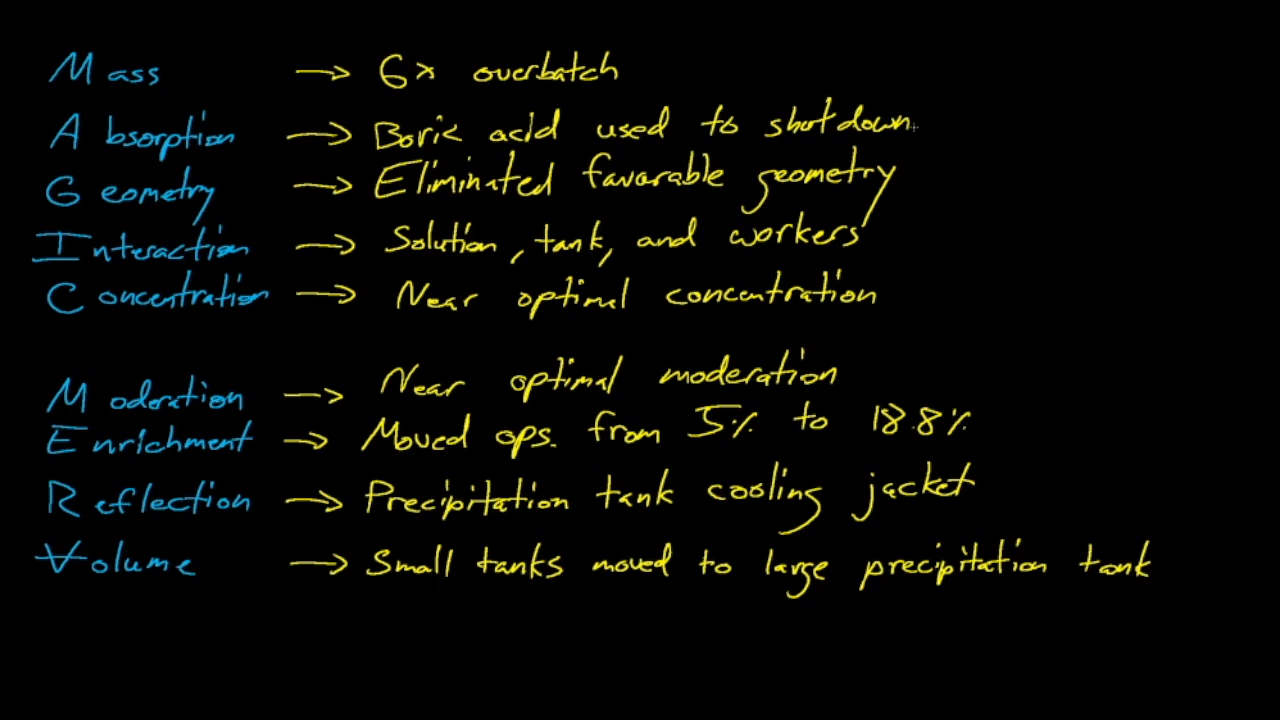 Mass → 6x overbatch
Absorption → Boric acid used to shutdown
Geometry → Eliminated favorable geometry
Interaction → Solution, tank, and workers
Concentration → Near optimal concentration
Moderation → Near optimal moderation
Enrichment → Moved ops. from 5% to 18.8%
Reflection → Precipitation tank cooling jacket
Volume → Small tanks moved to large precipitation tank